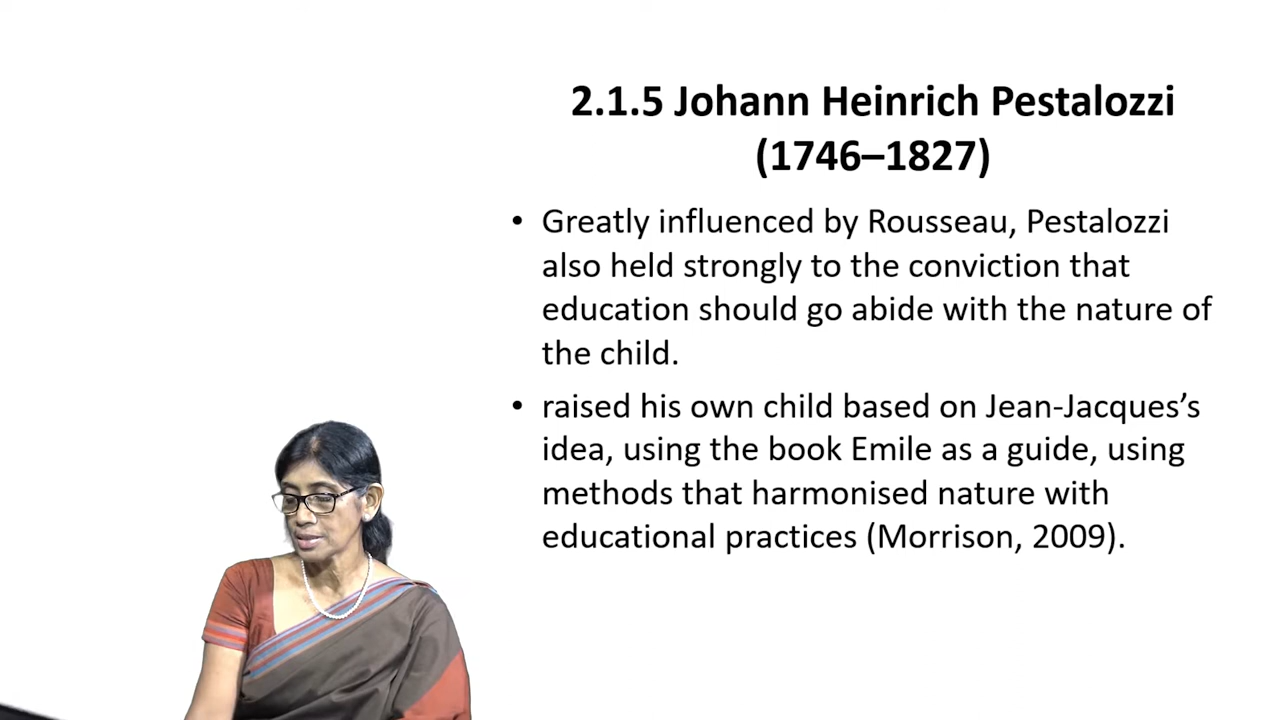 2.1.5 Johann Heinrich Pestalozzi
(1746–1827)
• Greatly influenced by Rousseau, Pestalozzi
also held strongly to the conviction that
education should go abide with the nature of
the child.
• raised his own child based on Jean-Jacques’s
idea, using the book Emile as a guide, using
methods that harmonised nature with
educational practices (Morrison, 2009).